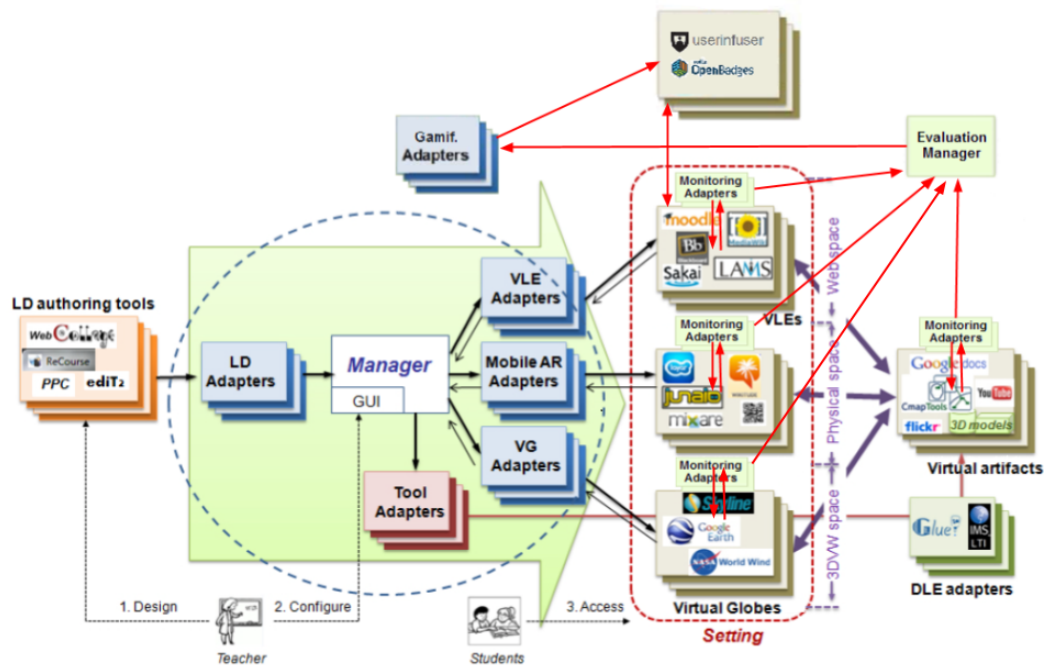 userinfuser
OpenBadges
Gamif.
Adapters
Evaluation
Manager
Monitoring
Adapters
moodle
MediaWiki
Bb
Sakai
LAMS
VLEs
Web space
LD authoring tools
Web Collage
ReCourse
PPC
ediT2
LD
Adapters
Manager
GUI
VLE
Adapters
Mobile AR
Adapters
VG
Adapters
Tool
Adapters
Monitoring
Adapters
junaio
mixare
Physical space
Monitoring
Adapters
Google docs
CmapTools
YouTube
flickr
3D models
Virtual artifacts
Monitoring
Adapters
Skyline
Google
Earth
NASA
World Wind
Virtual Globes
3DVW space
Glue!
IMS
LTI
DLE adapters
Setting
1. Design
2. Configure
3. Access
Teacher
Students